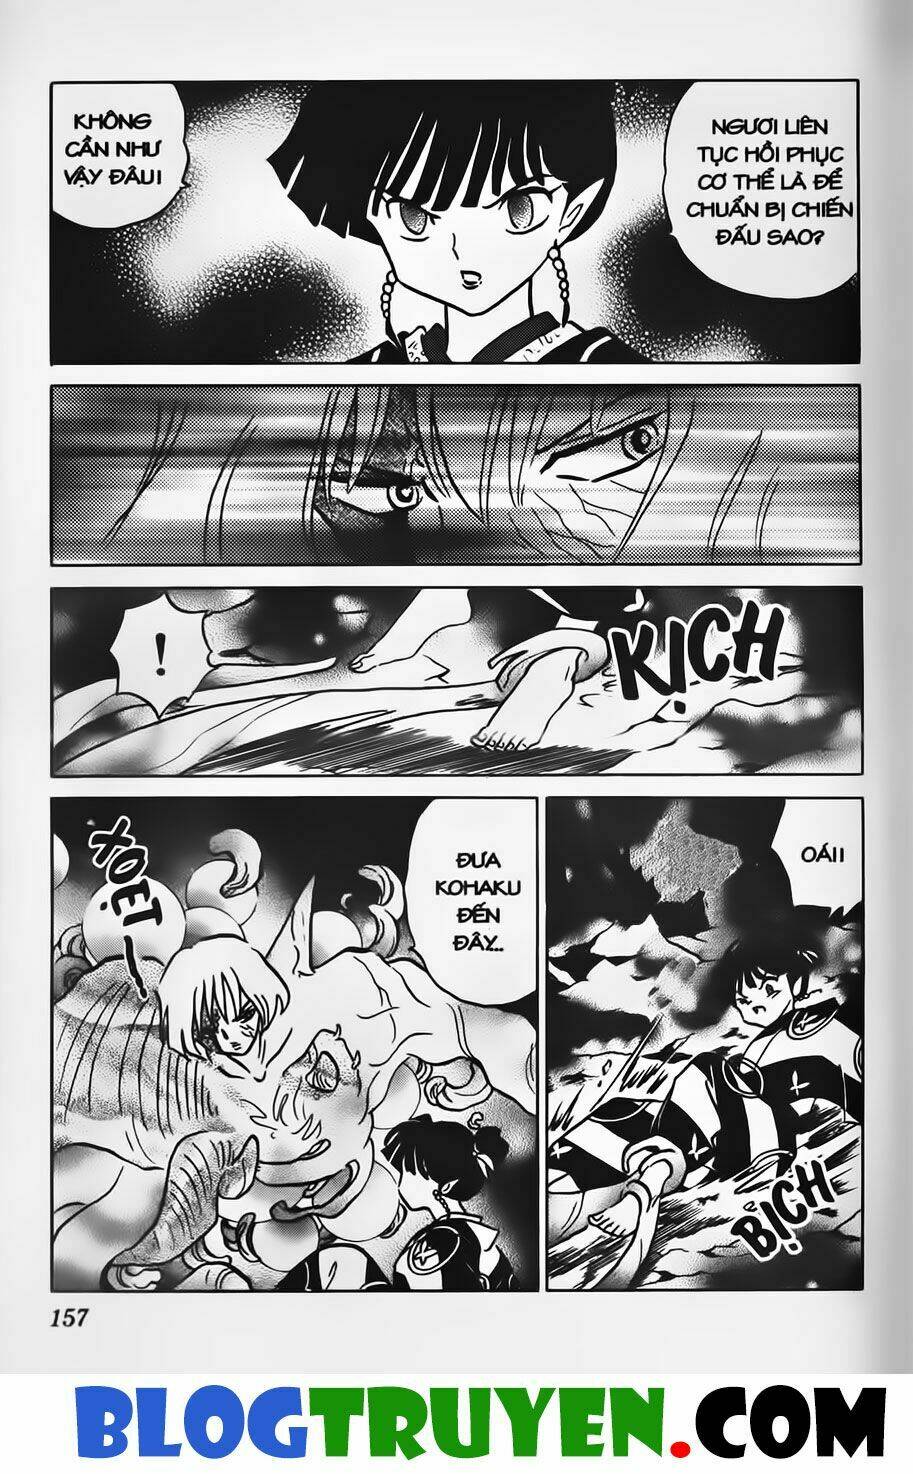 NGƯƠI LIÊN
TỤC HỒI PHỤC
CƠ THỂ LÀ ĐỂ
CHUẨN BỊ CHIẾN
ĐẤU SAO?
KHÔNG
CẦN NHƯ
VẬY ĐÂU!
KỊCH
!
OÁI!
BỊCH
ĐƯA
KOHAKU
ĐẾN
ĐÂY...
XOẸT
157
BLOGTRUYEN.COM